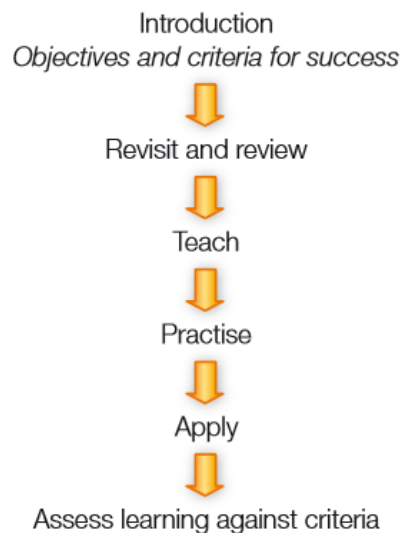 Introduction
Objectives and criteria for success
Revisit and review
Teach
Practise
Apply
Assess learning against criteria